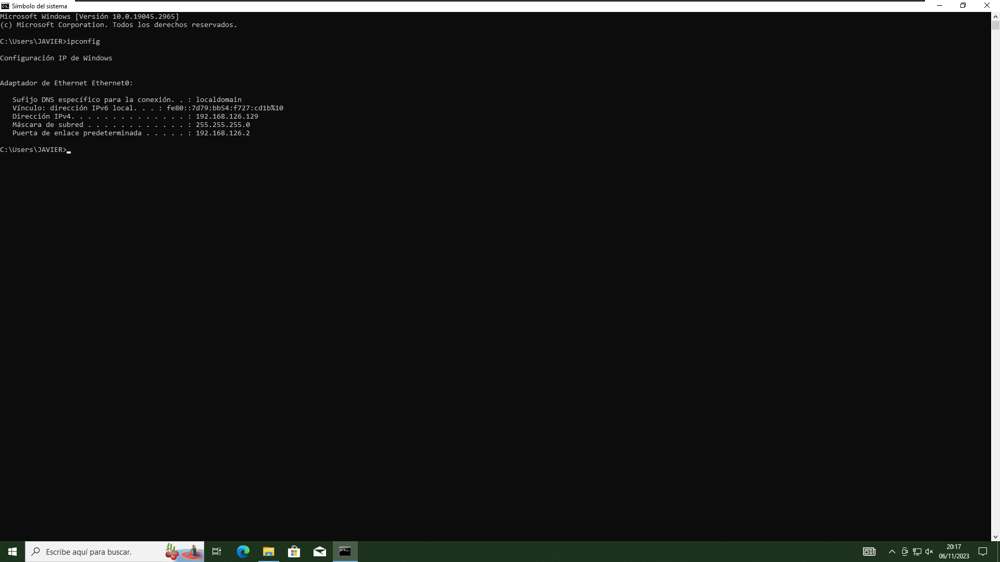 Símbolo del sistema
Microsoft Windows [Versión 10.0.19045.2965]
(c) Microsoft Corporation. Todos los derechos reservados.
C:\Users\JAVIER>ipconfig
Configuración IP de Windows
Adaptador de Ethernet Ethernet0:
Sufijo DNS específico para la conexión. . : localdomain
Vínculo: dirección IPv6 local. . . : fe80::7d79:bb54:f727:cd1b%10
Dirección IPv4. . . . . . . . . . . . . . : 192.168.126.129
Máscara de subred . . . . . . . . . . . . : 255.255.255.0
Puerta de enlace predeterminada . . . . . : 192.168.126.2
C:\Users\JAVIER>
Escribe aquí para buscar.
20:17
06/11/2023